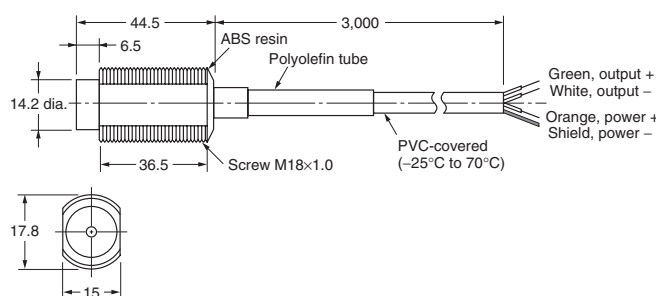 44.5
3,000
6.5
ABS resin
Polyolefin tube
Green, output +
White, output –
14.2 dia.
Orange, power +
Shield, power –
PVC-covered
(–25°C to 70°C)
36.5
Screw M18×1.0
17.8
15